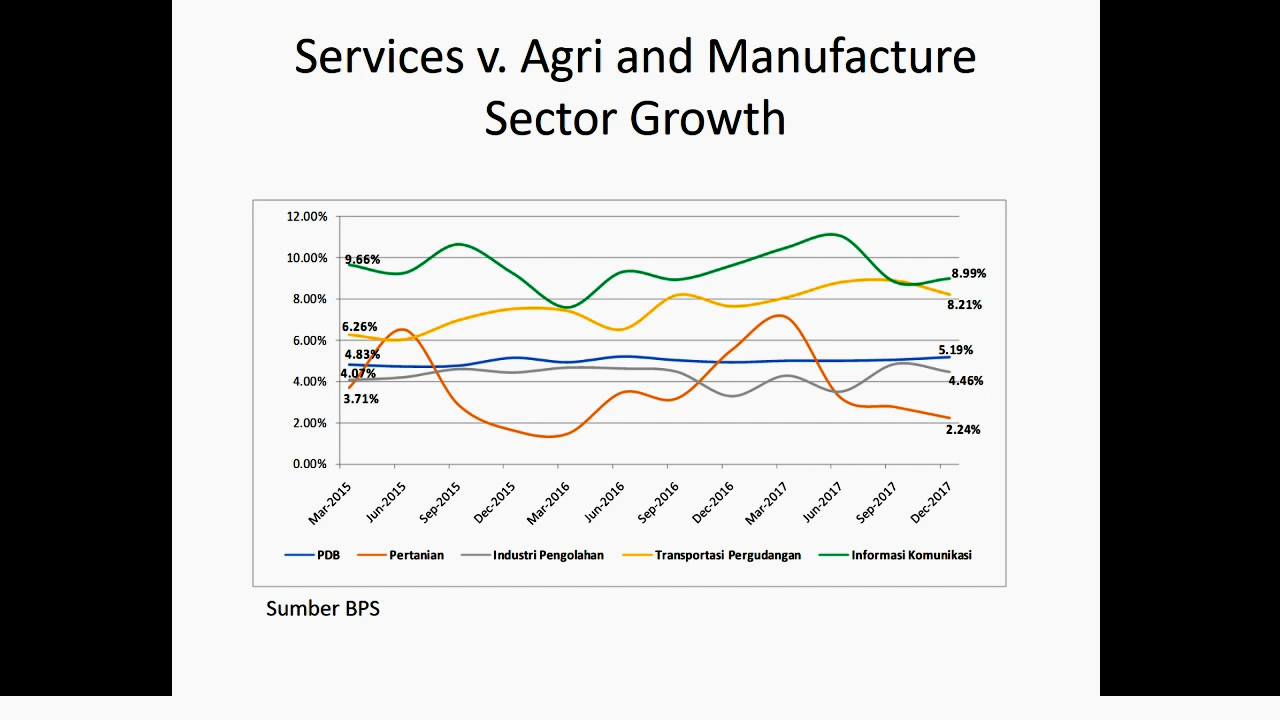 Services v. Agri and Manufacture
Sector Growth
12.00%
10.00%
8.00%
6.00%
4.00%
2.00%
0.00%
9.66%
6.26%
4.83%
4.07%
3.71%
8.99%
8.21%
5.19%
4.46%
2.24%
Mar-2015
Jun-2015
Sep-2015
Dec-2015
Mar-2016
Jun-2016
Sep-2016
Dec-2016
Mar-2017
Jun-2017
Sep-2017
Dec-2017
PDB
Pertanian
Industri Pengolahan
Transportasi Pergudangan
Informasi Komunikasi
Sumber BPS